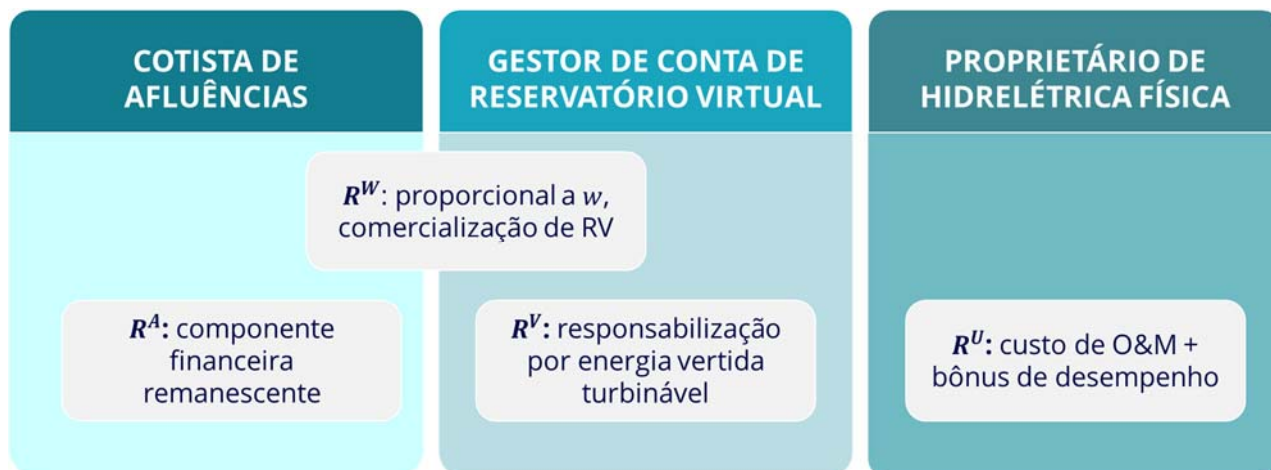 COTISTA DE
AFLUÊNCIAS
GESTOR DE CONTA DE
RESERVATÓRIO VIRTUAL
PROPRIETÁRIO DE
HIDRELÉTRICA FÍSICA
R^W: proporcional a w,
comercialização de RV
R^A: componente
financeira
remanescente
R^V: responsabilização
por energia vertida
turbinável
R^U: custo de O&M +
bônus de desempenho